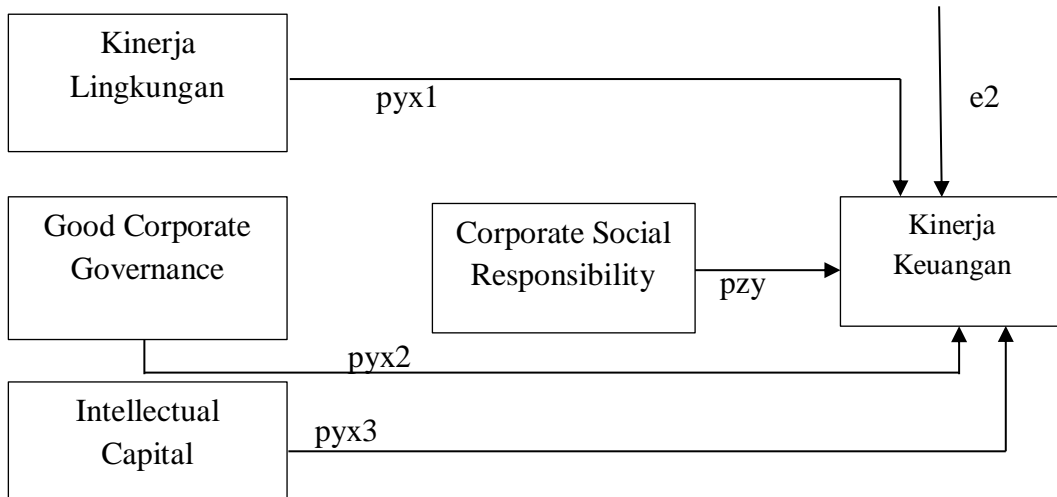 Kinerja
Lingkungan
pyx1
e2
Good Corporate
Governance
Corporate Social
Responsibility
pzy
Kinerja
Keuangan
pyx2
Intellectual
Capital
pyx3